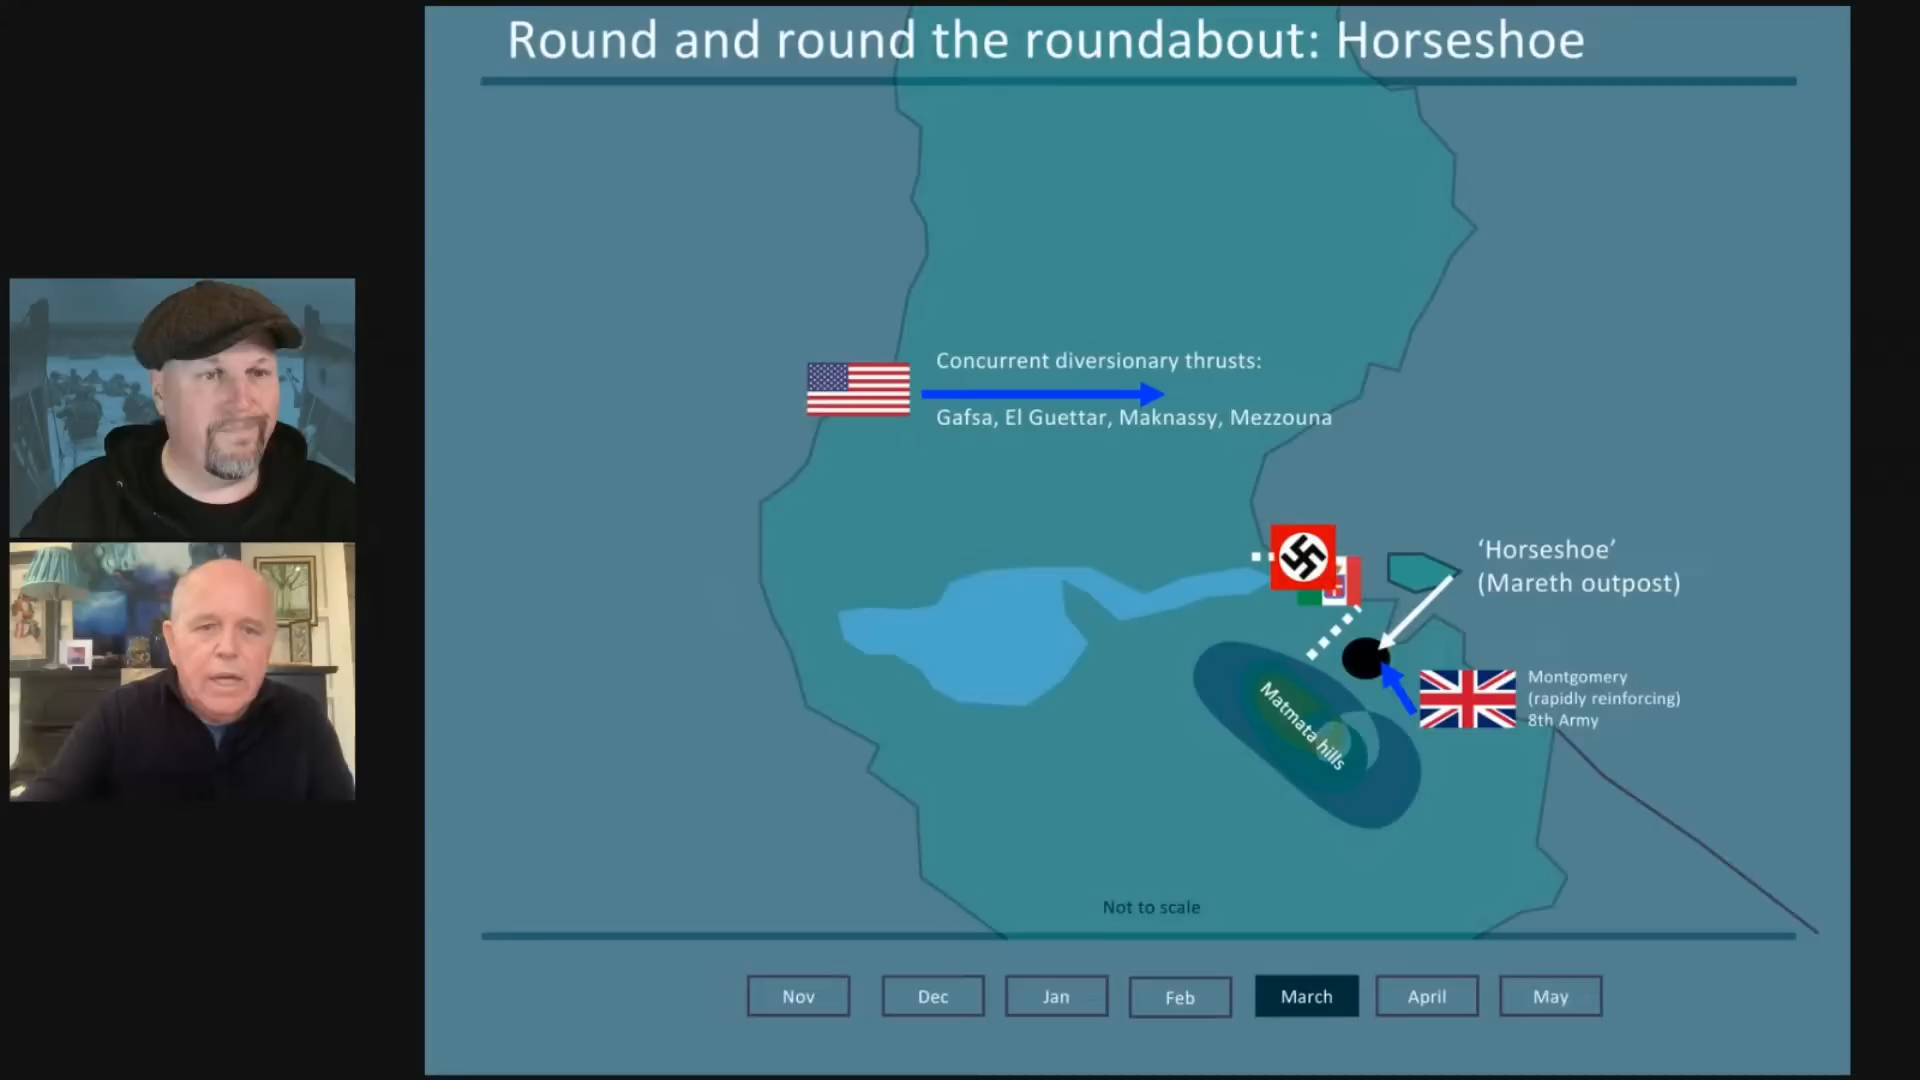 Round and round the roundabout: Horseshoe
Concurrent diversionary thrusts:
Gafsa, El Guettar, Maknassy, Mezzouna
‘Horseshoe’
(Mareth outpost)
Montgomery
(rapidly reinforcing)
8th Army
Matmata hills
Not to scale
Nov
Dec
Jan
Feb
March
April
May